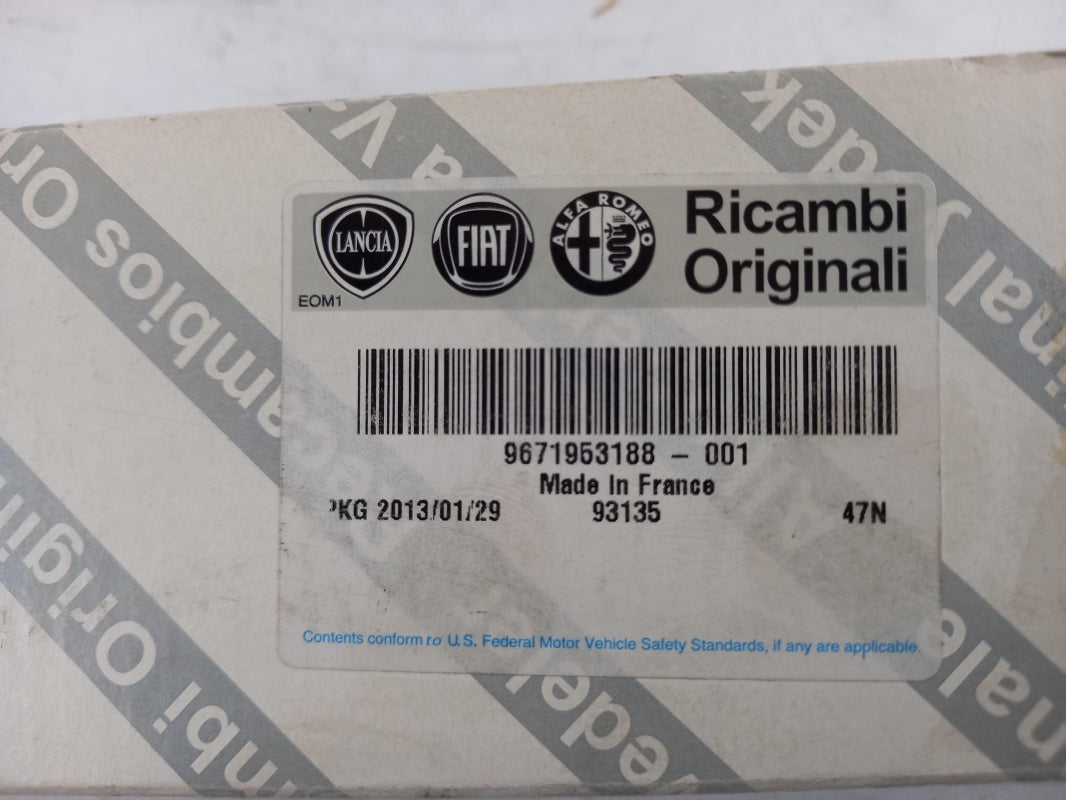 LANCIA FIAT ALFA ROMEO Ricambi
Originali
EOM1
9671953188 - 001
Made In France
PKG 2013/01/29 93135 47N
Contents conform to U.S. Federal Motor Vehicle Safety Standards, if any are applicable.